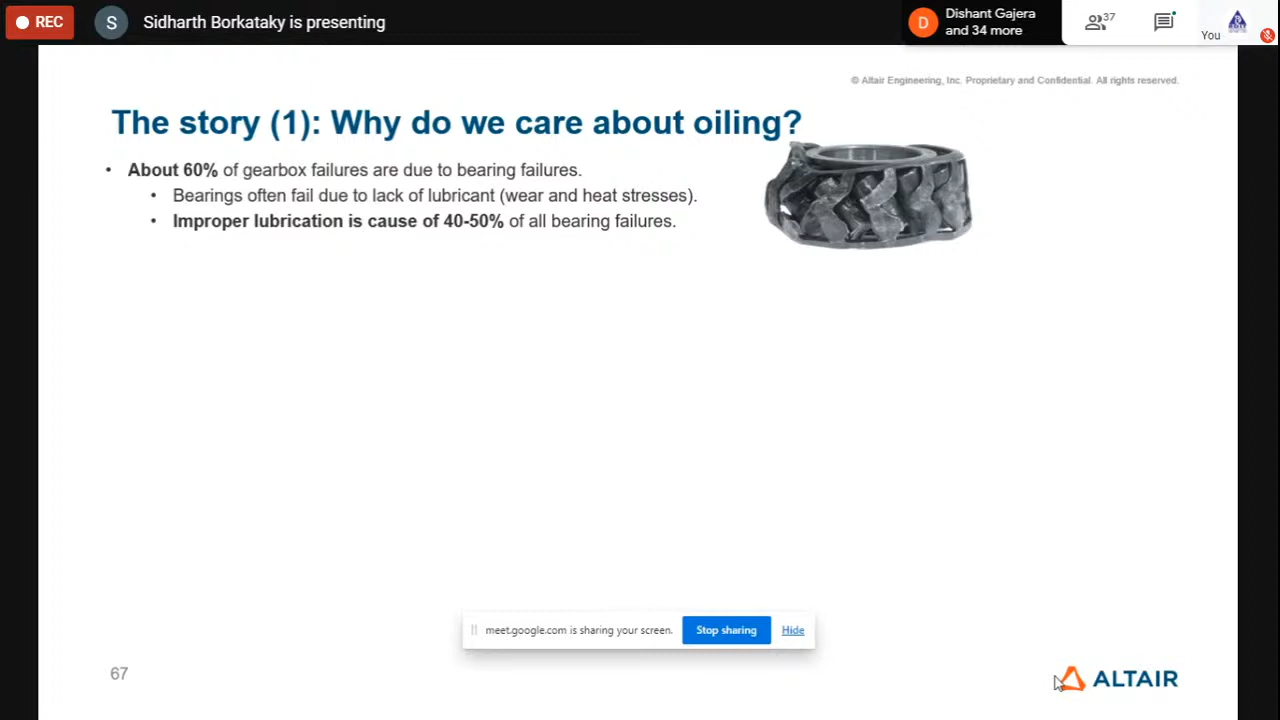 REC
S
Sidharth Borkataky is presenting
D
Dishant Gajera
and 34 more
37
You
© Altair Engineering, Inc. Proprietary and Confidential. All rights reserved.
The story (1): Why do we care about oiling?
• About 60% of gearbox failures are due to bearing failures.
• Bearings often fail due to lack of lubricant (wear and heat stresses).
• Improper lubrication is cause of 40-50% of all bearing failures.
meet.google.com is sharing your screen.
Stop sharing
Hide
67
ALTAIR